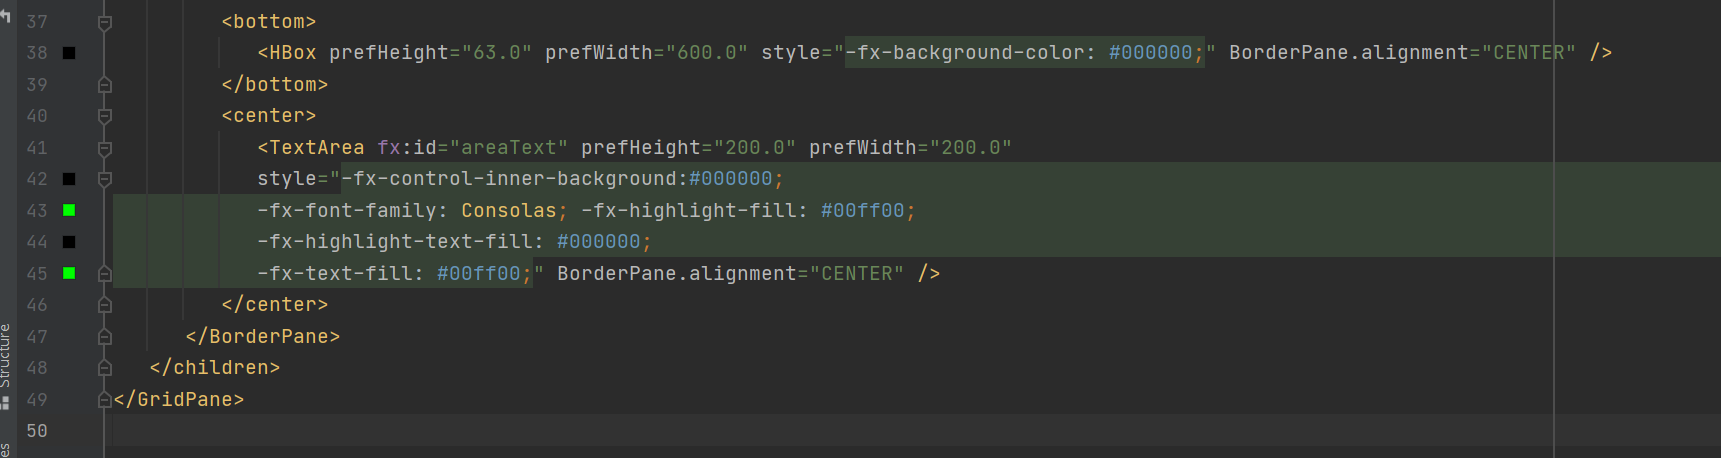 37 <bottom>
38 <HBox prefHeight="63.0" prefWidth="600.0" style="-fx-background-color: #000000;" BorderPane.alignment="CENTER" />
39 </bottom>
40 <center>
41 <TextArea fx:id="areaText" prefHeight="200.0" prefWidth="200.0"
42 style="-fx-control-inner-background:#000000;
43 -fx-font-family: Consolas; -fx-highlight-fill: #00ff00;
44 -fx-highlight-text-fill: #000000;
45 -fx-text-fill: #00ff00;" BorderPane.alignment="CENTER" />
46 </center>
47 </BorderPane>
48 </children>
49 </GridPane>
50
Structure